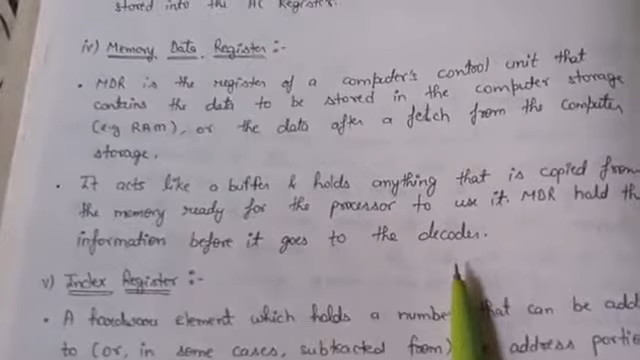 stored into the AC Register.
iv) Memory Data Register :-
• MDR is the register of a computer's control unit that
contains the data to be stored in the computer storage
(e.g RAM), or the data after a fetch from the computer
storage.
• It acts like a buffer & holds anything that is copied from
the memory ready for the processor to use it. MDR hold th
information before it goes to the decoder.
v) Index Register :-
• A hardware element which holds a number that can be add
to (or, in some cases, subtracted from) address portio